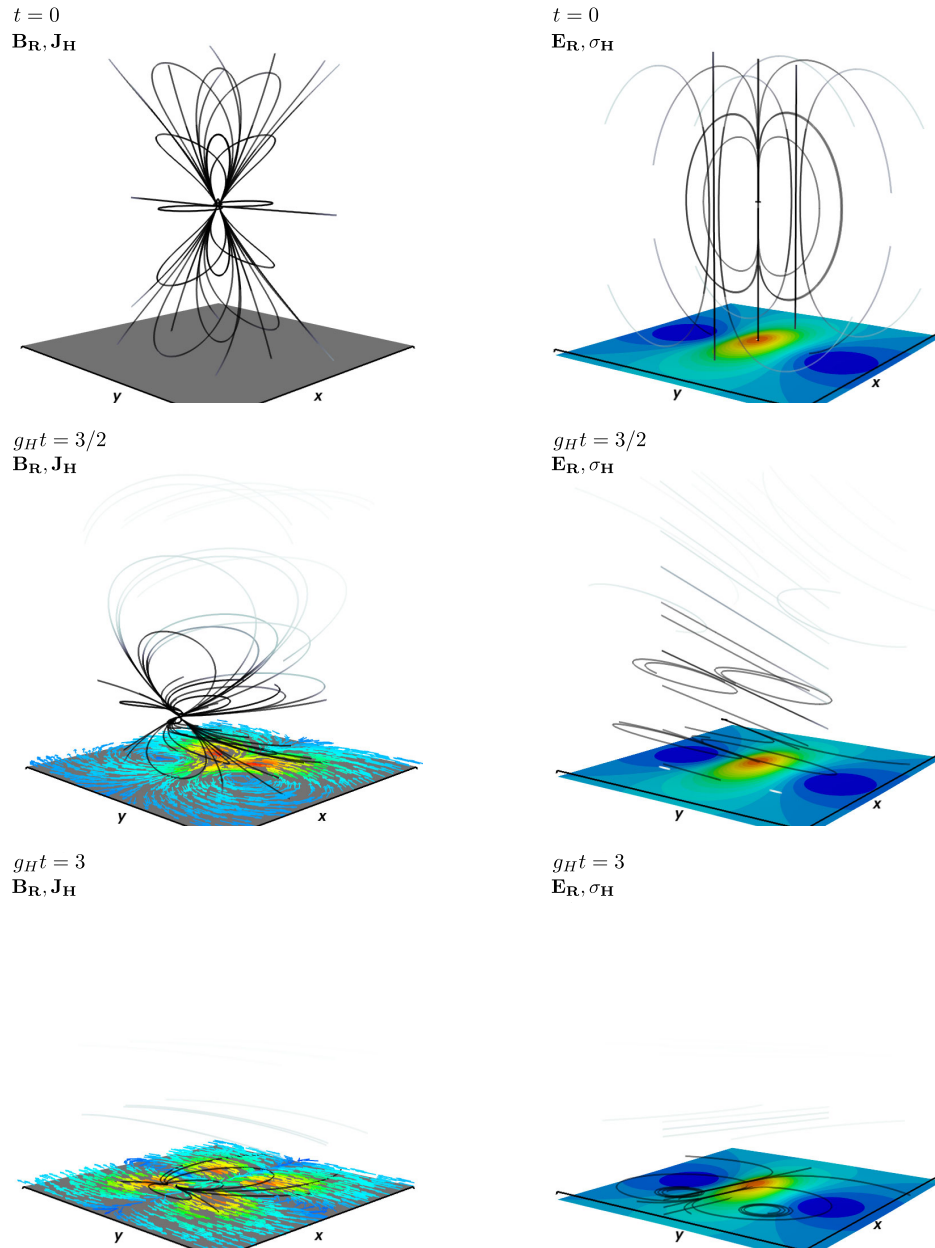 t = 0
B_R, J_H
t = 0
E_R, σ_H
y
x
y
x
g_H t = 3/2
B_R, J_H
g_H t = 3/2
E_R, σ_H
y
x
y
x
g_H t = 3
B_R, J_H
g_H t = 3
E_R, σ_H
y
x
y
x